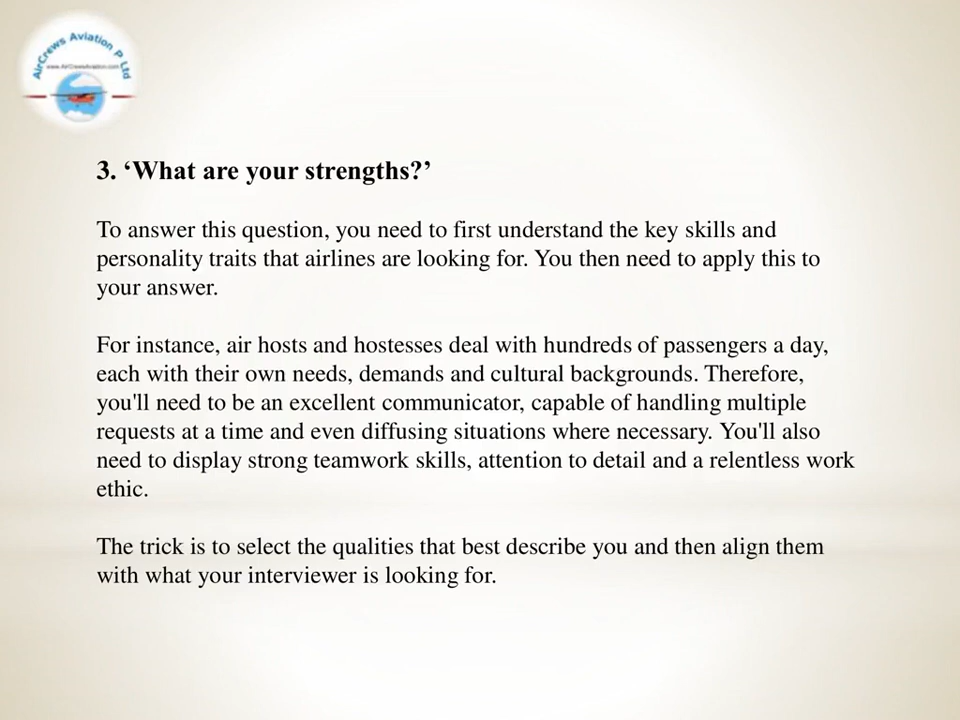 AirCrews Aviation P Ltd
www.AirCrewsAviation.com
3. ‘What are your strengths?’
To answer this question, you need to first understand the key skills and
personality traits that airlines are looking for. You then need to apply this to
your answer.
For instance, air hosts and hostesses deal with hundreds of passengers a day,
each with their own needs, demands and cultural backgrounds. Therefore,
you'll need to be an excellent communicator, capable of handling multiple
requests at a time and even diffusing situations where necessary. You'll also
need to display strong teamwork skills, attention to detail and a relentless work
ethic.
The trick is to select the qualities that best describe you and then align them
with what your interviewer is looking for.